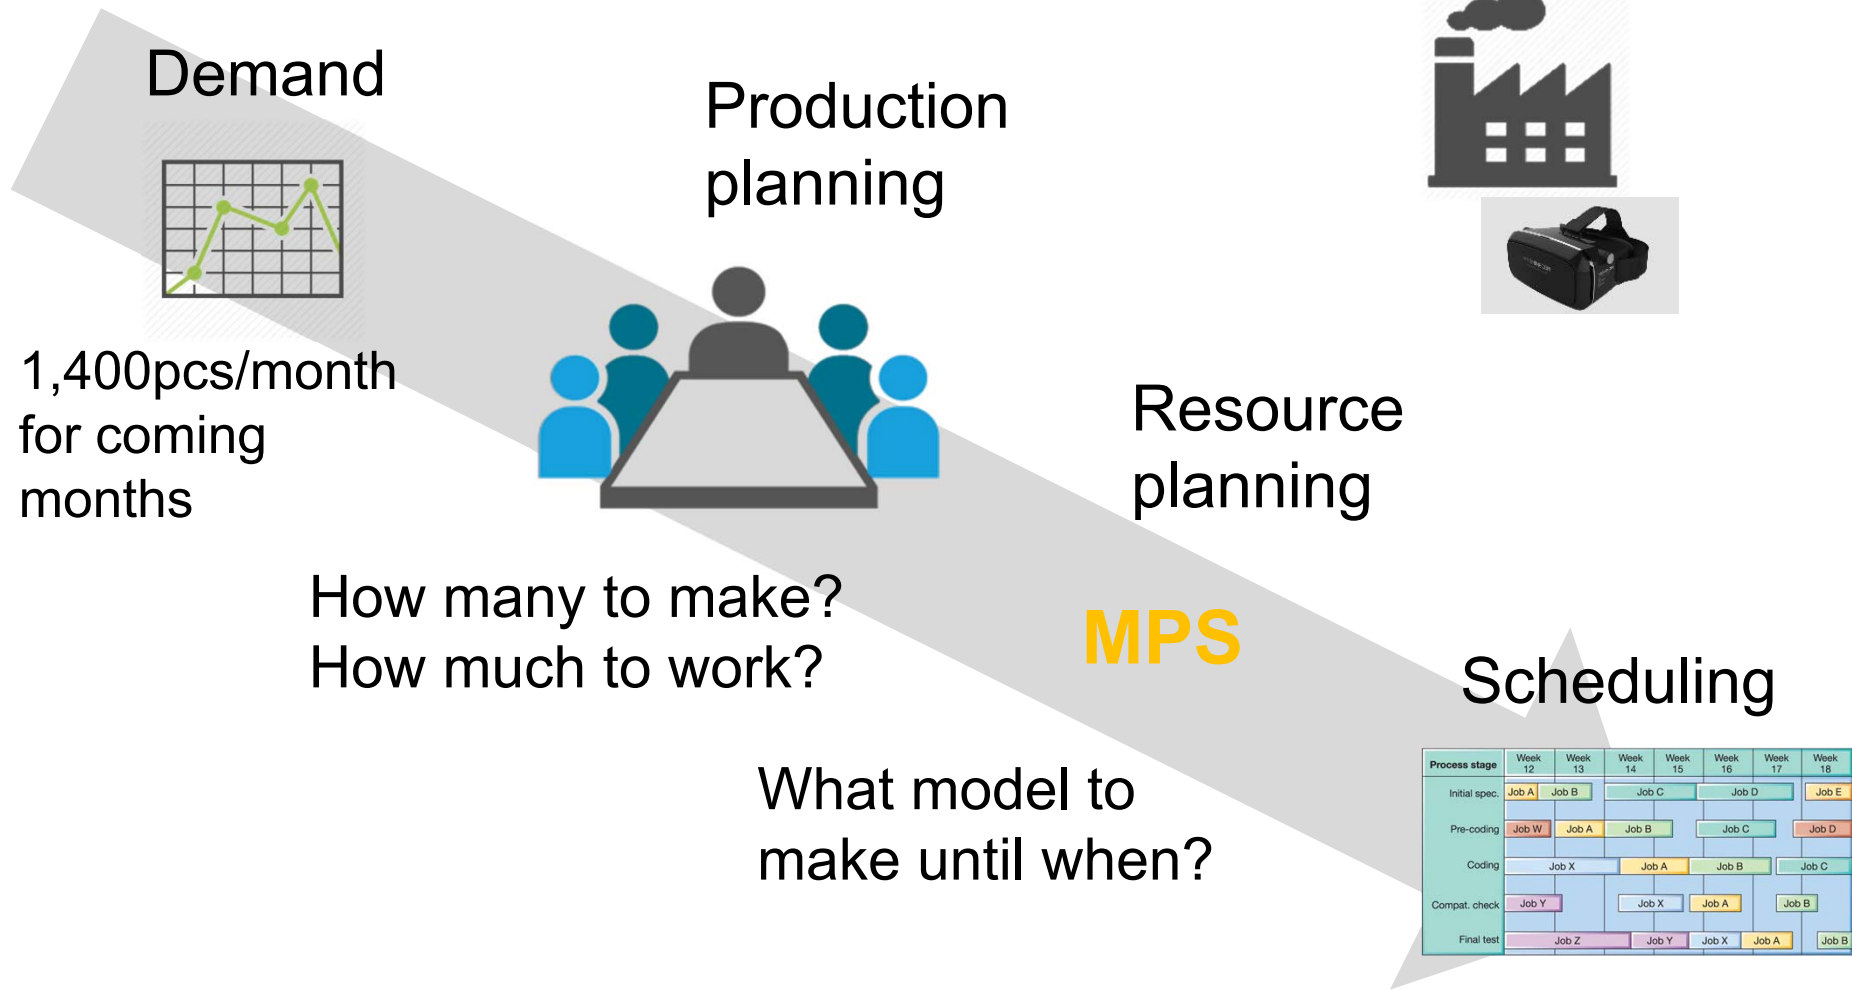 Demand
Production
planning
1,400pcs/month
for coming
months
Resource
planning
How many to make?
How much to work?
MPS
What model to
make until when?
Scheduling
Process stage Week 12 Week 13 Week 14 Week 15 Week 16 Week 17 Week 18
Initial spec. Job A Job B Job C Job D Job E
Pre-coding Job W Job A Job B Job C Job D
Coding Job X Job A Job B Job C
Compat. check Job Y Job X Job A Job B
Final test Job Z Job Y Job X Job A Job B